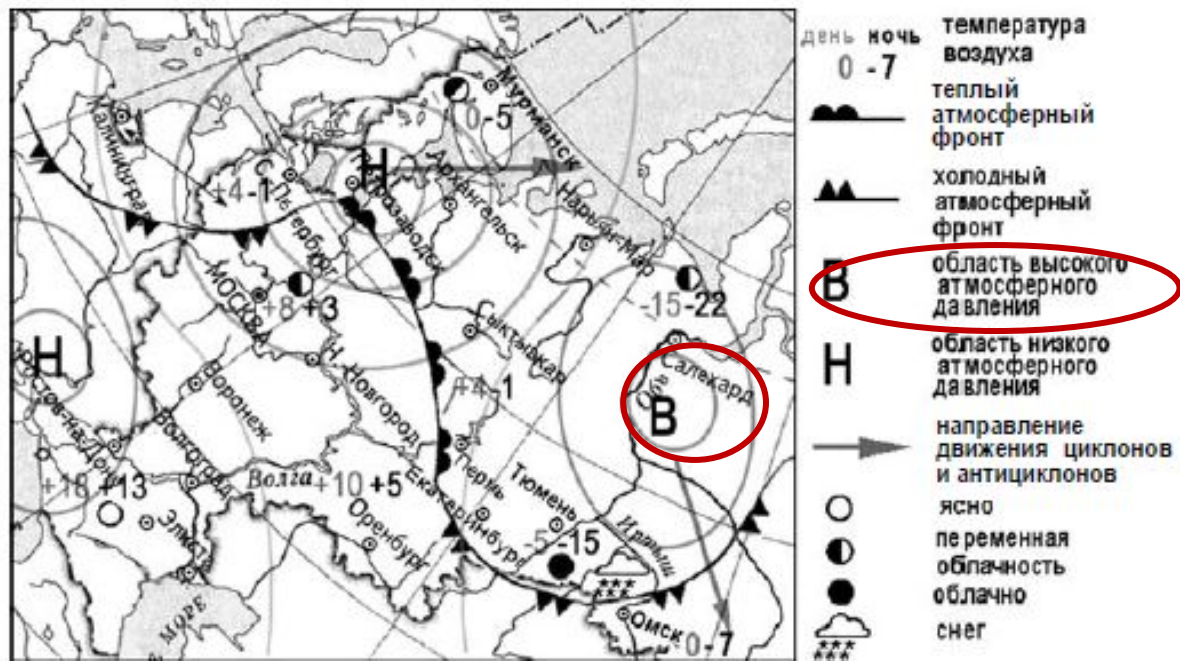 Мурманск
0 -5
Калининград
Н
Архангельск
+4 -1
С.-Петербург
Петрозаводск
Нарьян-Мар
МОСКВА
+8 +3
-15 -22
Сыктывкар
Салехард
Обь
В
Н
+4 1
Воронеж
Н. Новгород
Ростов-на-Дону
Волгоград
Волга
+10 +5
Пермь
Тюмень
Екатеринбург
Иртыш
+18 +13
Элиста
Оренбург
-5 -15
МОРЕ
Омск
0 -7
день ночь
0 -7
температура
воздуха
теплый
атмосферный
фронт
холодный
атмосферный
фронт
В
область высокого
атмосферного
давления
Н
область низкого
атмосферного
давления
направление
движения циклонов
и антициклонов
ясно
переменная
облачность
облачно
снег